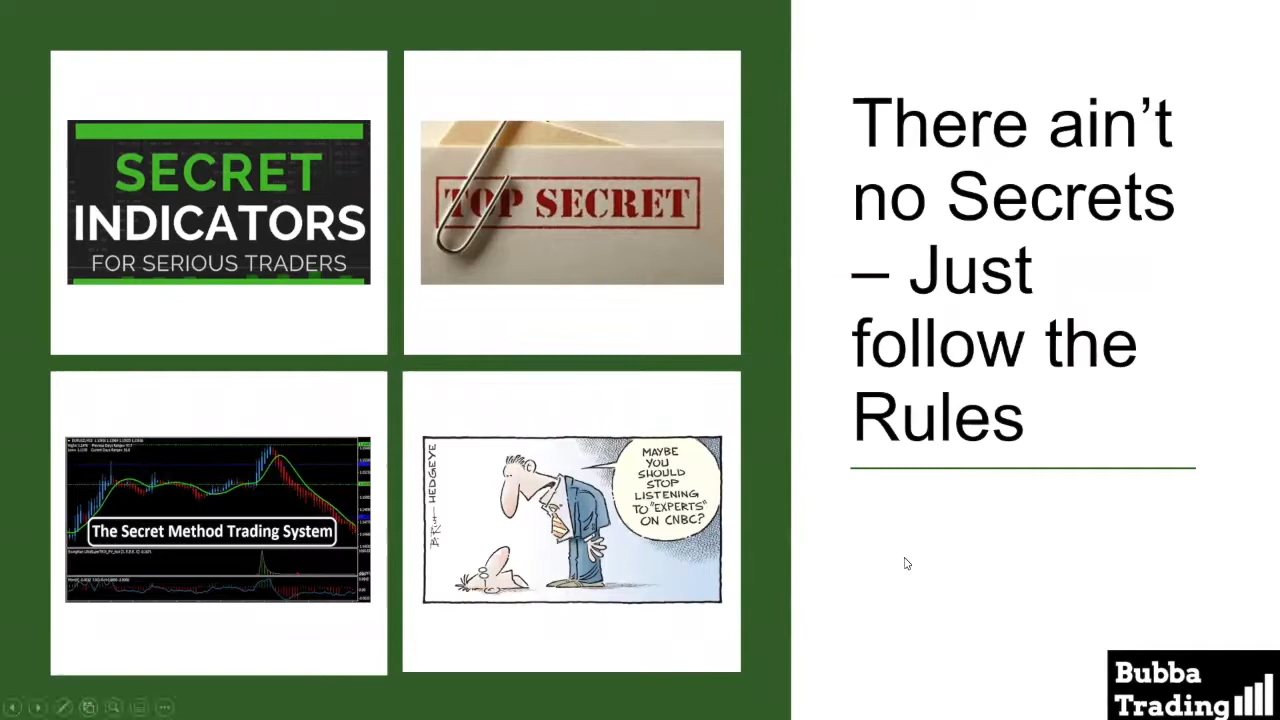 SECRET
INDICATORS
FOR SERIOUS TRADERS
TOP SECRET
The Secret Method Trading System
MAYBE
YOU
SHOULD
STOP
LISTENING
TO "EXPERTS"
ON CNBC?
HEDGEYE
There ain't
no Secrets
– Just
follow the
Rules
Bubba
Trading